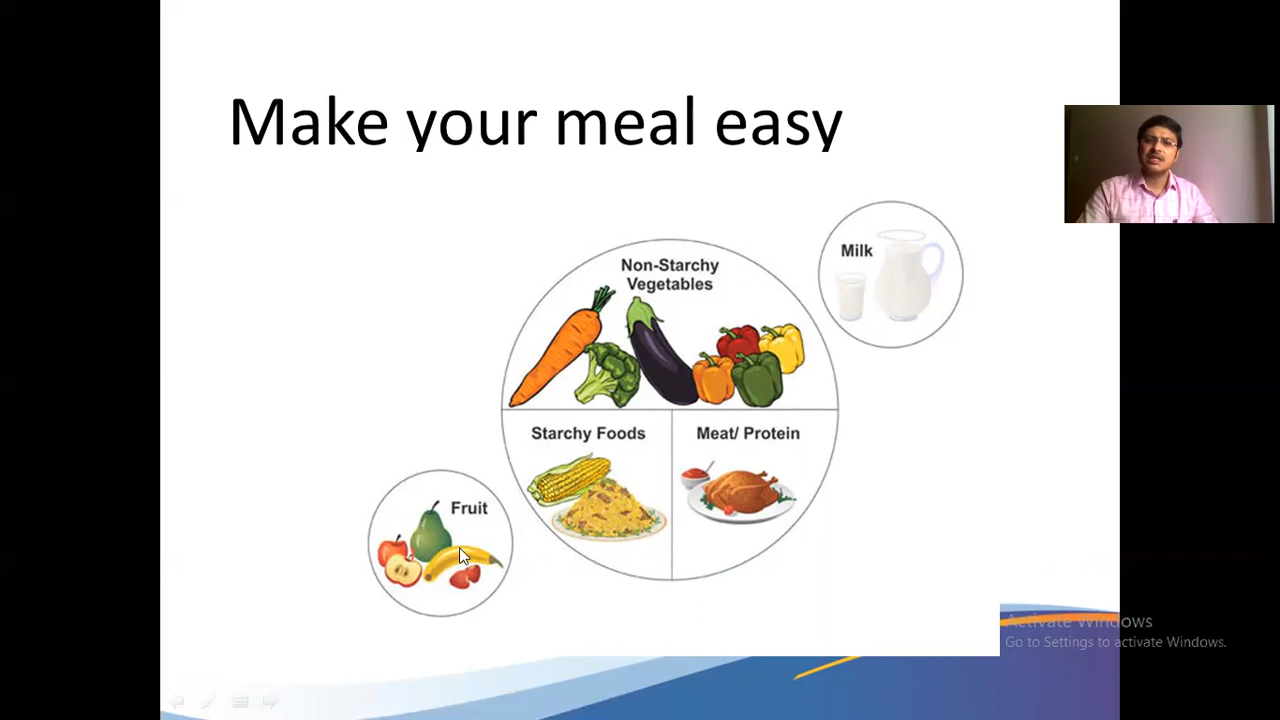 Make your meal easy
Milk
Non-Starchy
Vegetables
Starchy Foods
Meat/ Protein
Fruit
Activate Windows
Go to Settings to activate Windows.